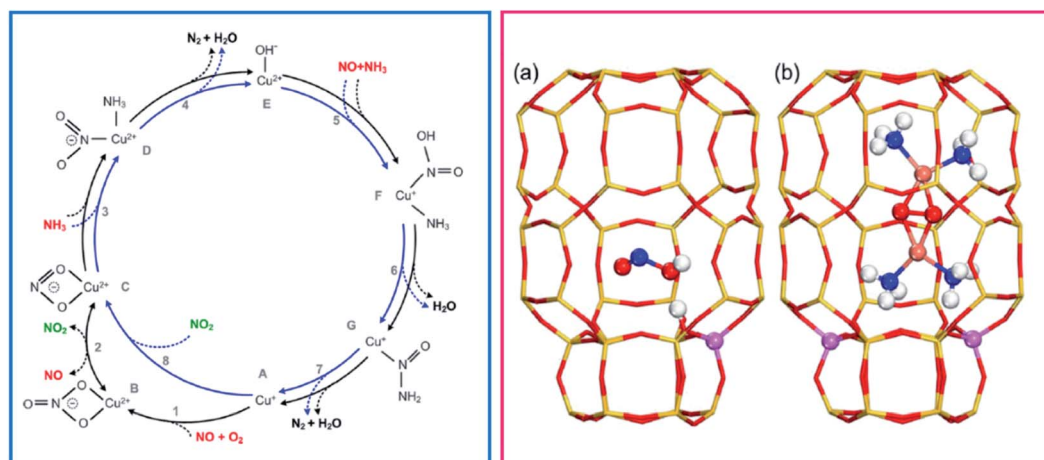 N₂ + H₂O
OH⁻
Cu²⁺
E
NO+NH₃
4
5
NH₃
O
N
⊖
Cu²⁺
O
D
OH
N
O
Cu⁺
F
NH₃
3
NH₃
6
H₂O
O
N
⊖
Cu²⁺
O
C
NO₂
NO₂
2
8
NO
G
Cu⁺
O
N
NH₂
7
A
Cu⁺
B
O
O=N
⊖
Cu²⁺
O
1
N₂ + H₂O
NO + O₂
(a)
(b)